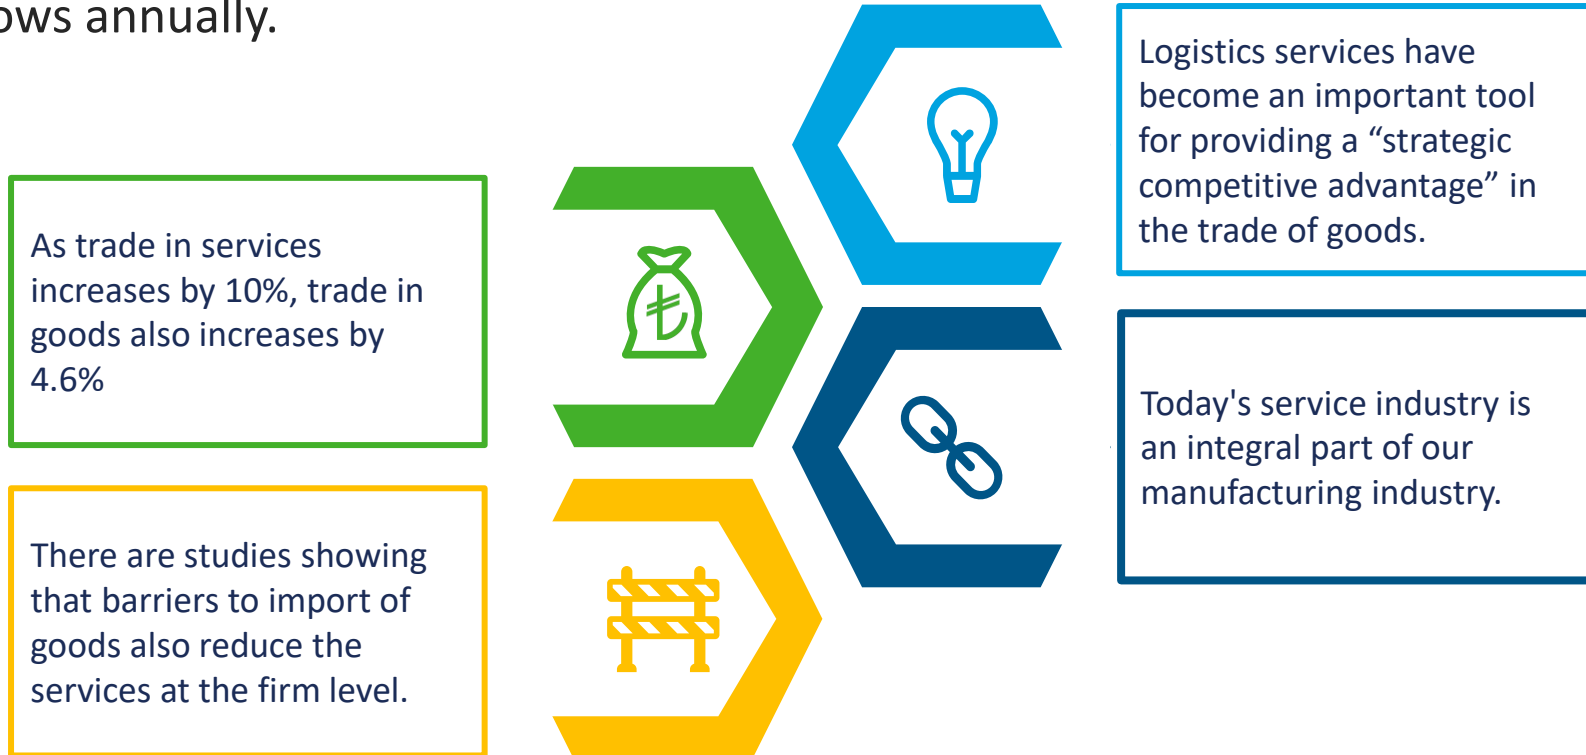 ows annually.
As trade in services
increases by 10%, trade in
goods also increases by
4.6%
There are studies showing
that barriers to import of
goods also reduce the
services at the firm level.
Logistics services have
become an important tool
for providing a “strategic
competitive advantage” in
the trade of goods.
Today's service industry is
an integral part of our
manufacturing industry.